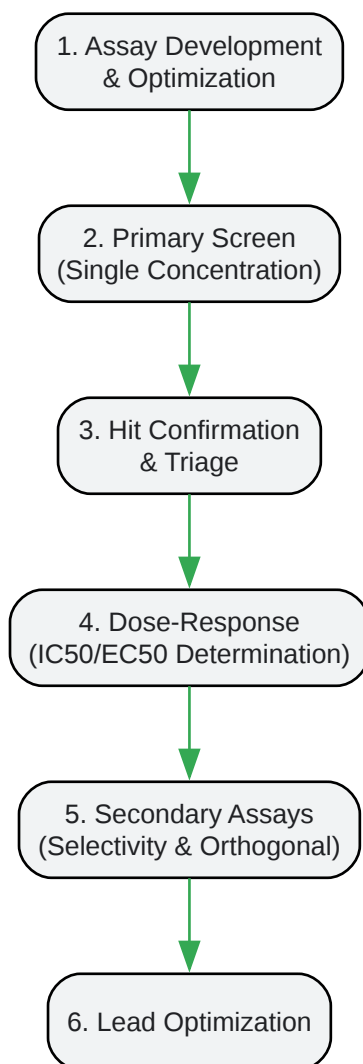 1. Assay Development
& Optimization
2. Primary Screen
(Single Concentration)
3. Hit Confirmation
& Triage
4. Dose-Response
(IC50/EC50 Determination)
5. Secondary Assays
(Selectivity & Orthogonal)
6. Lead Optimization